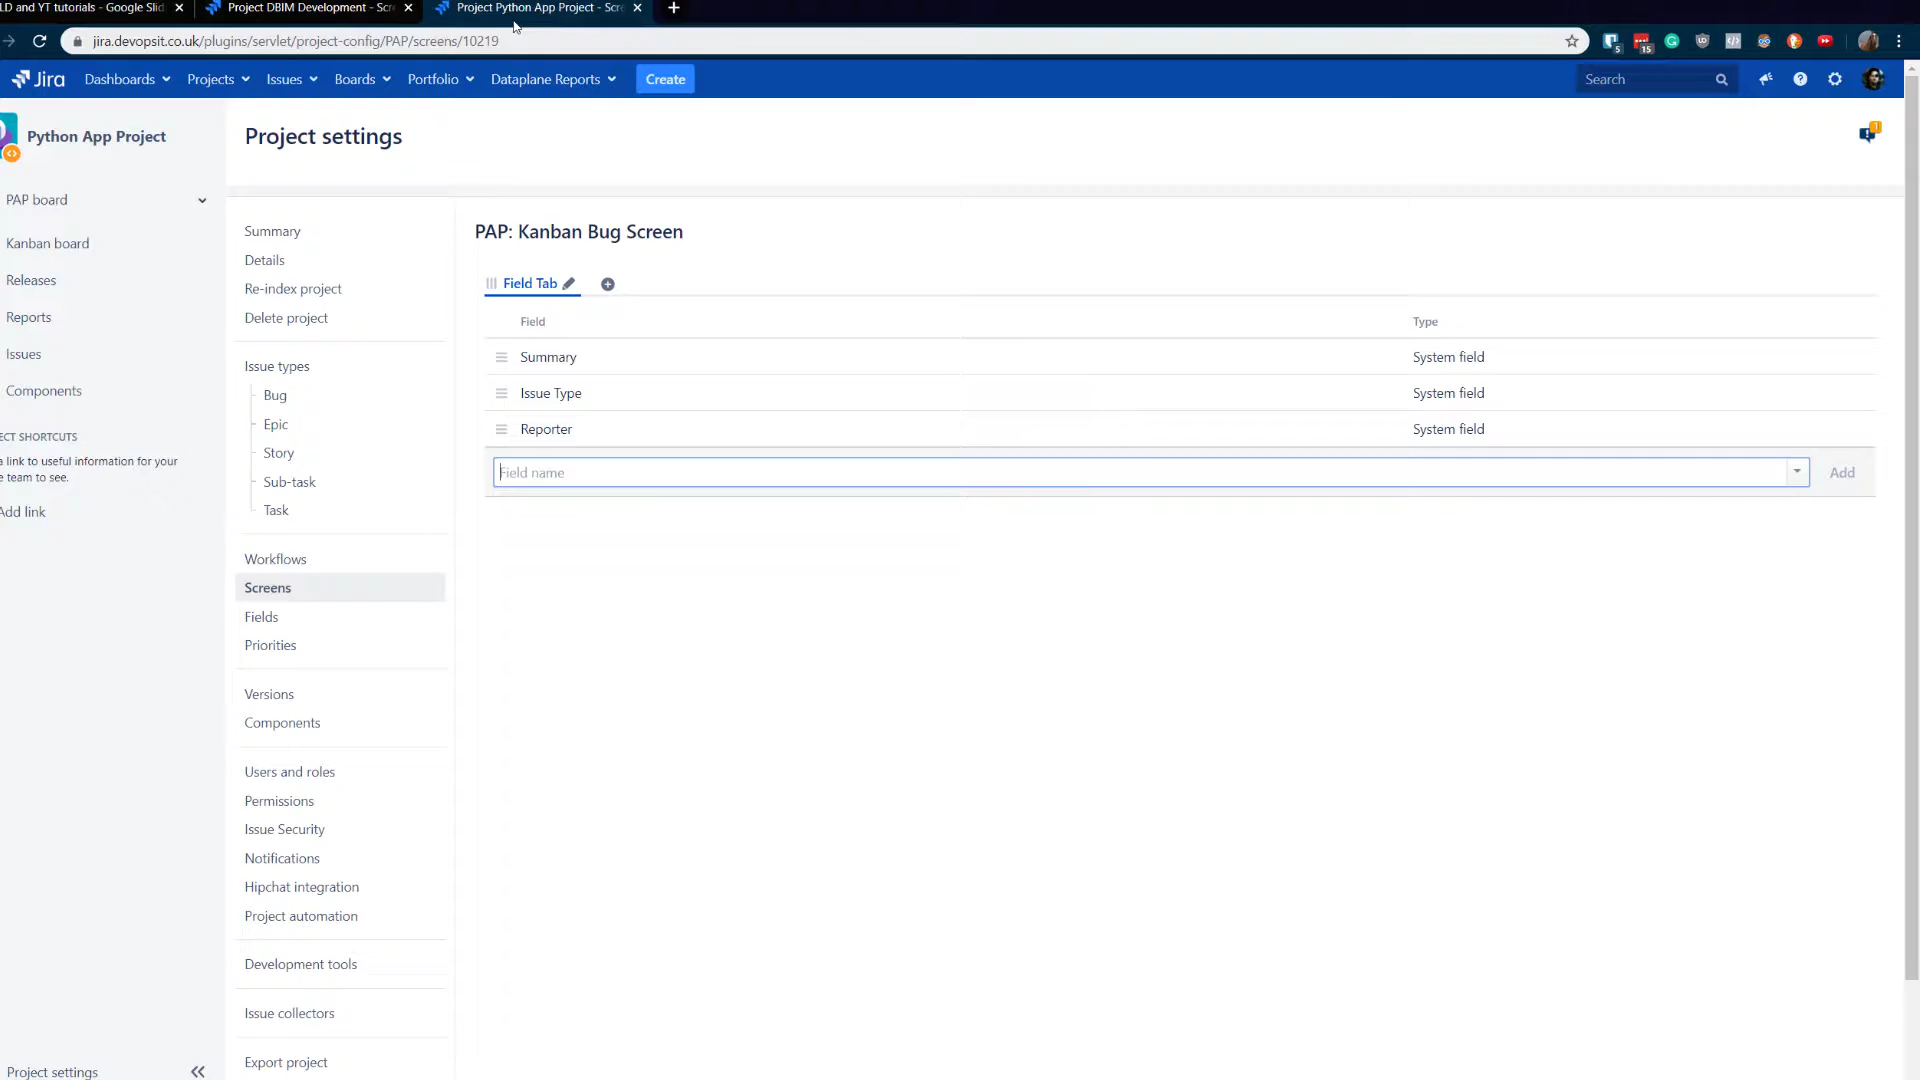 LD and YT tutorials - Google Slid
Project DBIM Development - Scr
Project Python App Project - Scre
jira.devopsit.co.uk/plugins/servlet/project-config/PAP/screens/10219
5
15
Jira
Dashboards
Projects
Issues
Boards
Portfolio
Dataplane Reports
Create
Search
Python App Project
Project settings
PAP board
Kanban board
Releases
Reports
Issues
Components
ECT SHORTCUTS
a link to useful information for your
e team to see.
Add link
Project settings
Summary
Details
Re-index project
Delete project
Issue types
Bug
Epic
Story
Sub-task
Task
Workflows
Screens
Fields
Priorities
Versions
Components
Users and roles
Permissions
Issue Security
Notifications
Hipchat integration
Project automation
Development tools
Issue collectors
Export project
PAP: Kanban Bug Screen
Field Tab
Field Type
Summary System field
Issue Type System field
Reporter System field
Field name
Add